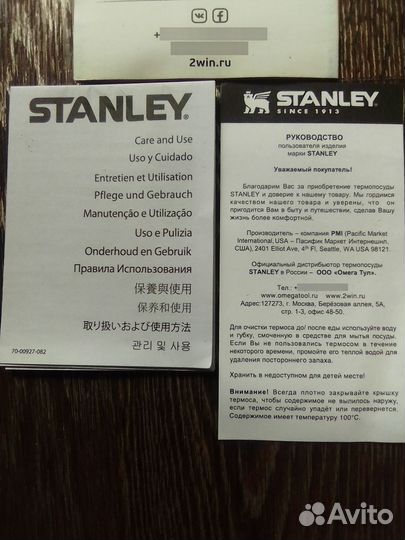 +
2win.ru
STANLEY®
Care and Use
Uso y Cuidado
Entretien et Utilisation
Pflege und Gebrauch
Manutenção e Utilização
Uso e Pulizia
Onderhoud en Gebruik
Правила Использования
保養與使用
保养和使用
取り扱いおよび使用方法
70-00927-082
관리 및 사용
STANLEY®
SINCE 1913
РУКОВОДСТВО
пользователя изделия
марки STANLEY
Уважаемый покупатель!
Благодарим Вас за приобретение термопосуды
STANLEY и доверие к нашему товару. Мы гордимся
качеством нашего товара и уверены, что он
пригодится Вам в быту и путешествии, сделав Вашу
жизнь более комфортной.
Производитель – компания PMI (Pacific Market
International, USA – Пасифик Маркет Интернешнл,
США), 2401 Elliot Ave, 4th Fl, Seattle, WA USA 98121.
Официальный дистрибьютор термопосуды
STANLEY в России – ООО «Омега Тул».
Тел.: +
www.omegatool.ru www.2win.ru
Адрес:127273, г. Москва, Берёзовая аллея, 5А,
стр. 1-3, офис 48-50.
Для очистки термоса до/ после еды используйте воду
и губку, смоченную в средстве для мытья посуды.
Если Вы не пользовались термосом в течение
некоторого времени, промойте его теплой водой для
удаления постороннего запаха.
Хранить в недоступном для детей месте!
Внимание! Всегда плотно закрывайте крышку
термоса, чтобы содержимое не вылилось наружу,
если термос случайно упадёт или перевернется.
Содержимое имеет температуру 100°C.
Avito